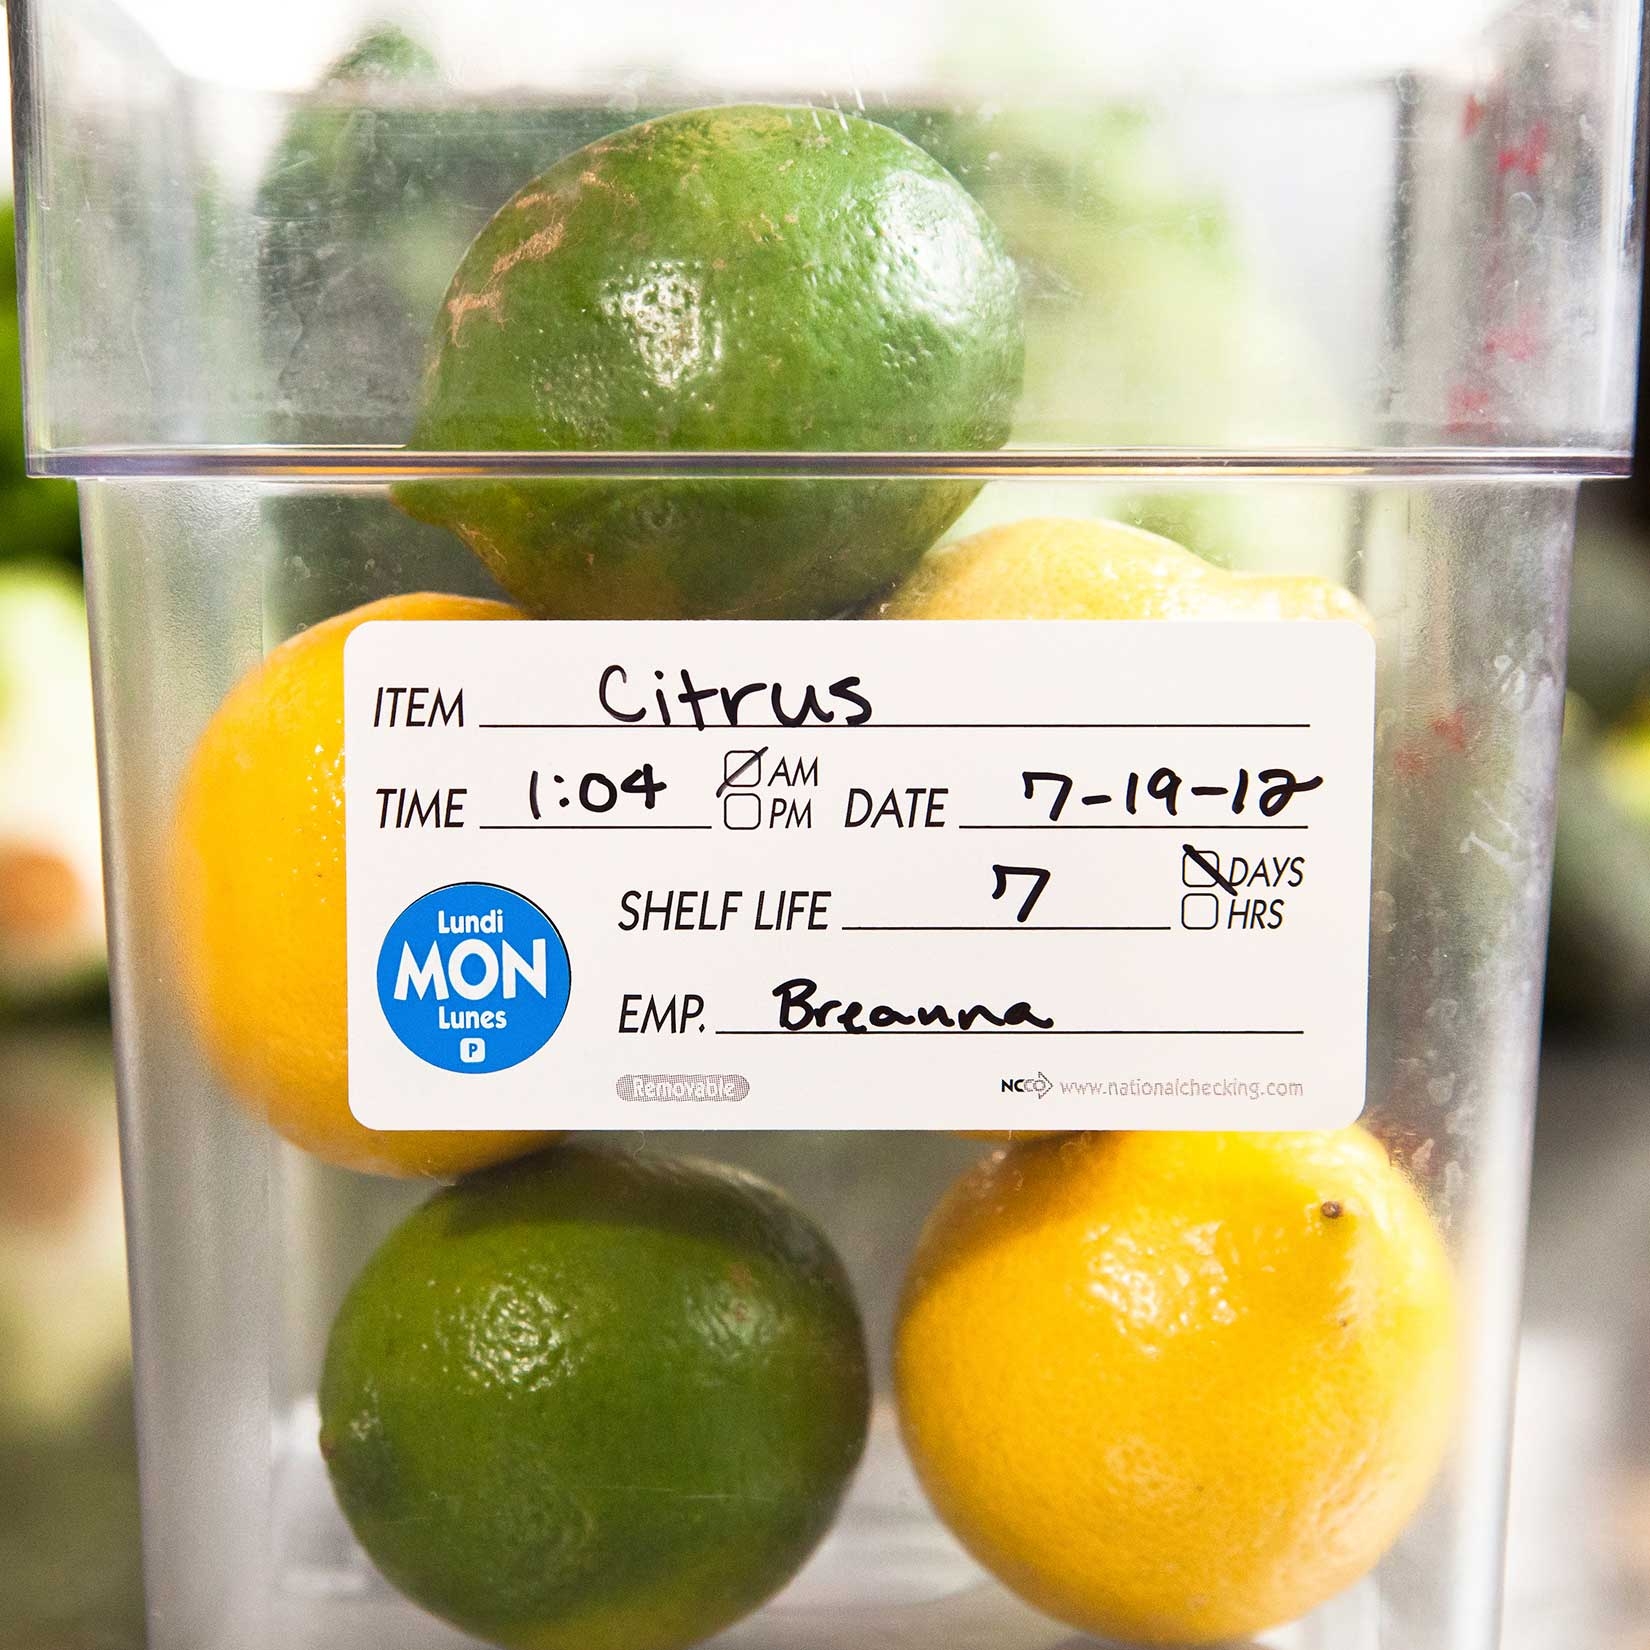 ITEM Citrus
TIME 1:04 AM PM DATE 7-19-12
SHELF LIFE 7 DAYS HRS
Lundi
MON
Lunes
P
EMP. Breanna
Removable NCCO www.nationalchecking.com